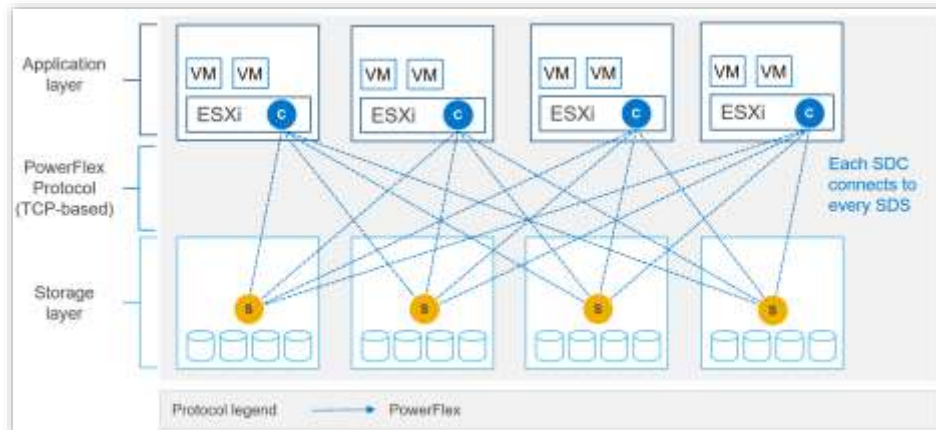 Application
layer
VM VM
VM VM
VM VM
VM VM
ESXi C
ESXi C
ESXi C
ESXi C
PowerFlex
Protocol
(TCP-based)
Each SDC
connects to
every SDS
Storage
layer
S
S
S
S
Protocol legend PowerFlex